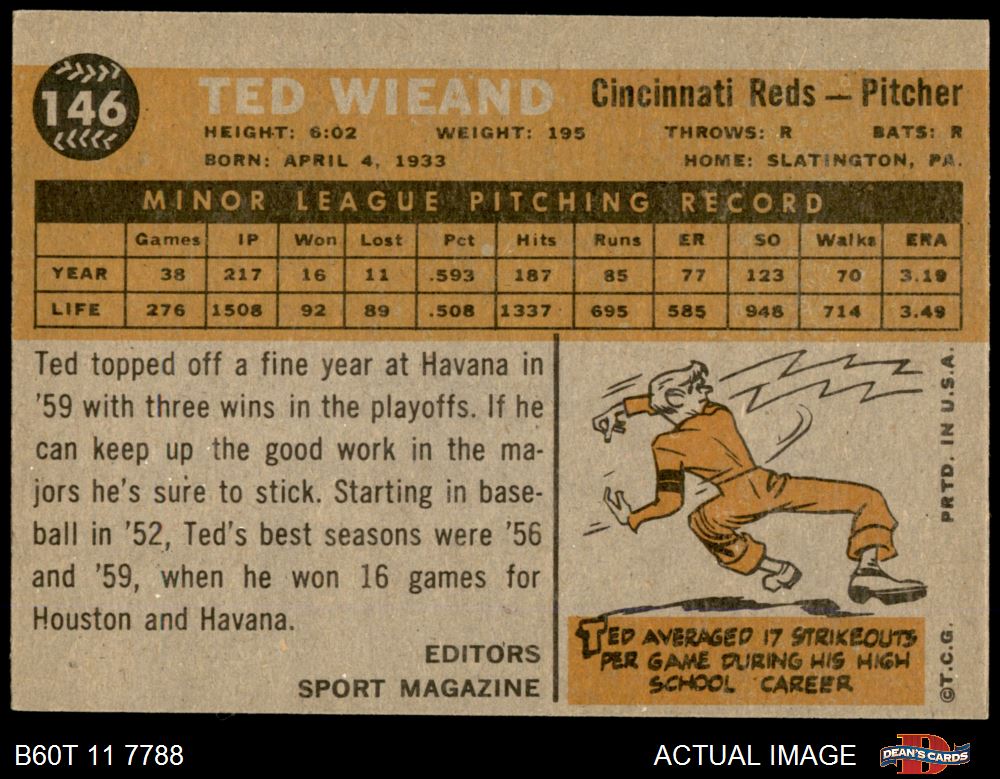 146
TED WIEAND Cincinnati Reds — Pitcher
HEIGHT: 6:02 WEIGHT: 195 THROWS: R BATS: R
BORN: APRIL 4, 1933 HOME: SLATINGTON, PA.
MINOR LEAGUE PITCHING RECORD
Games IP Won Lost Pct Hits Runs ER SO Walks ERA
YEAR 38 217 16 11 .593 187 85 77 123 70 3.19
LIFE 276 1508 92 89 .508 1337 695 585 948 714 3.49
Ted topped off a fine year at Havana in
'59 with three wins in the playoffs. If he
can keep up the good work in the ma-
jors he's sure to stick. Starting in base-
ball in '52, Ted's best seasons were '56
and '59, when he won 16 games for
Houston and Havana.
EDITORS
SPORT MAGAZINE
TED AVERAGED 17 STRIKEOUTS
PER GAME DURING HIS HIGH
SCHOOL CAREER
©T.C.G. PRTD. IN U.S.A.
B60T 11 7788 ACTUAL IMAGE DEAN'S CARDS